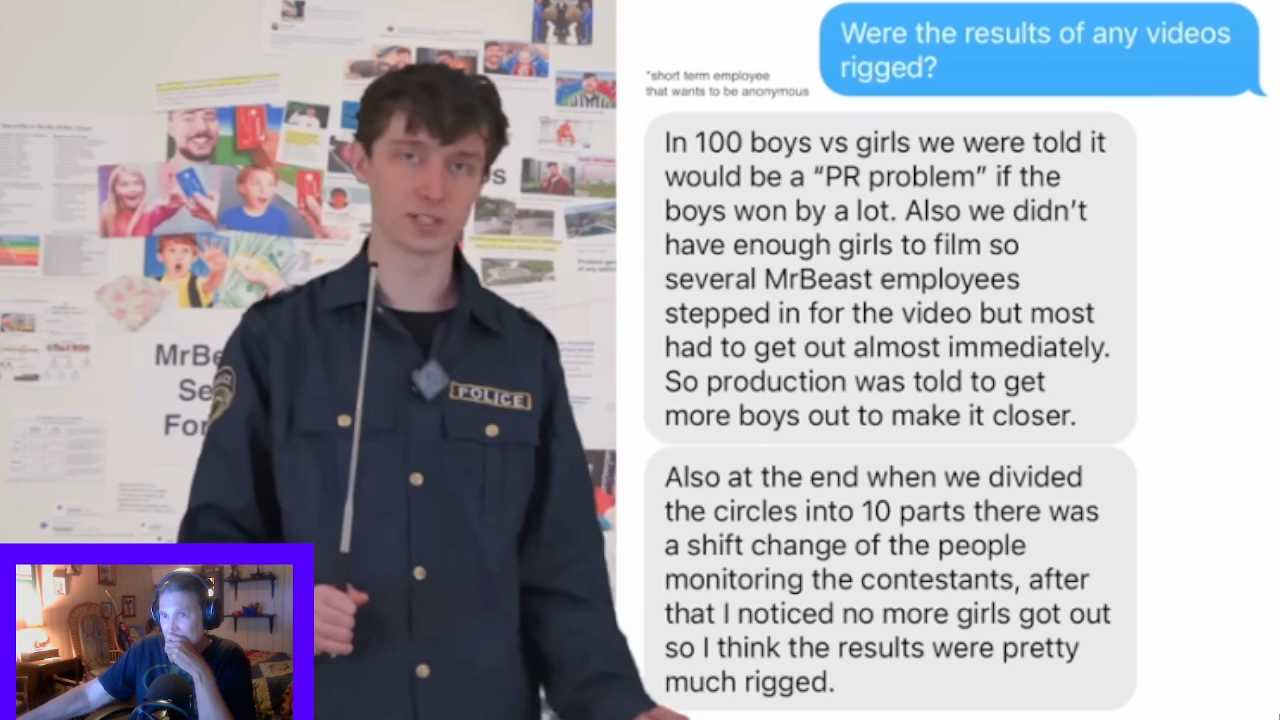 Were the results of any videos
rigged?
*short term employee
that wants to be anonymous
In 100 boys vs girls we were told it
would be a “PR problem” if the
boys won by a lot. Also we didn’t
have enough girls to film so
several MrBeast employees
stepped in for the video but most
had to get out almost immediately.
So production was told to get
more boys out to make it closer.
Also at the end when we divided
the circles into 10 parts there was
a shift change of the people
monitoring the contestants, after
that I noticed no more girls got out
so I think the results were pretty
much rigged.
POLICE
MrBe
Se
For